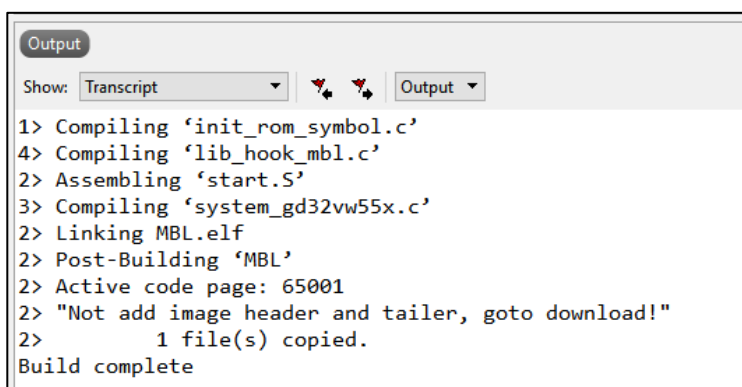 Output
Show: Transcript Output
1> Compiling ‘init_rom_symbol.c’
4> Compiling ‘lib_hook_mbl.c’
2> Assembling ‘start.S’
3> Compiling ‘system_gd32vw55x.c’
2> Linking MBL.elf
2> Post-Building ‘MBL’
2> Active code page: 65001
2> "Not add image header and tailer, goto download!"
2>         1 file(s) copied.
Build complete